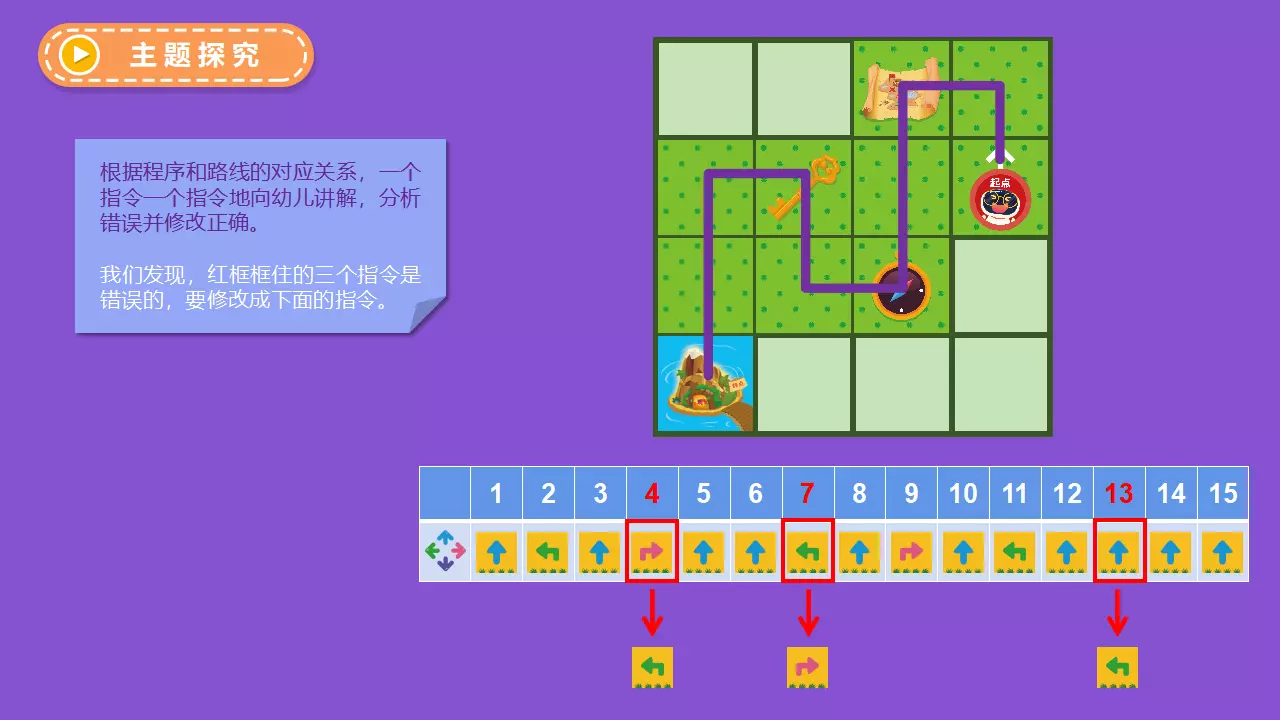 主题探究
根据程序和路线的对应关系，一个
指令一个指令地向幼儿讲解，分析
错误并修改正确。
我们发现，红框框住的三个指令是
错误的，要修改成下面的指令。
起点
1 2 3 4 5 6 7 8 9 10 11 12 13 14 15